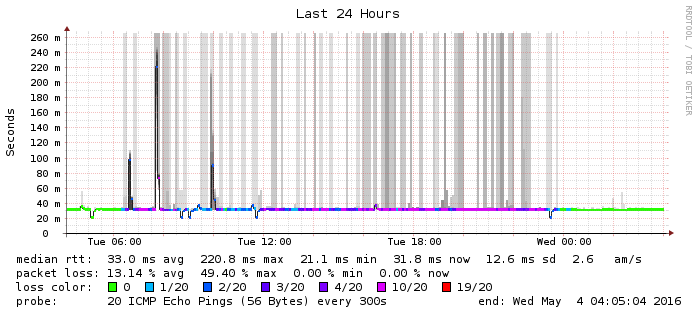 Last 24 Hours
RRDTOOL / TOBI OETIKER
Seconds
260 m
240 m
220 m
200 m
180 m
160 m
140 m
120 m
100 m
80 m
60 m
40 m
20 m
0
Tue 06:00 Tue 12:00 Tue 18:00 Wed 00:00
median rtt: 33.0 ms avg 220.8 ms max 21.1 ms min 31.8 ms now 12.6 ms sd 2.6 am/s
packet loss: 13.14 % avg 49.40 % max 0.00 % min 0.00 % now
loss color: 0 1/20 2/20 3/20 4/20 10/20 19/20
probe: 20 ICMP Echo Pings (56 Bytes) every 300s end: Wed May 4 04:05:04 2016